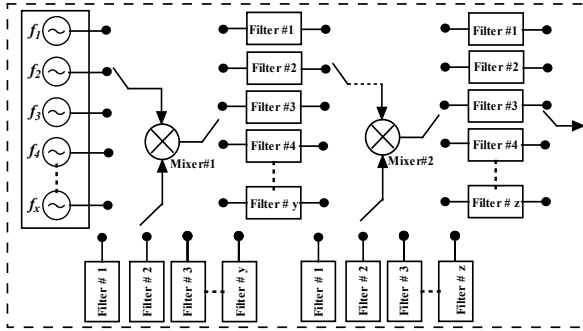 f1
f2
f3
f4
fx
Mixer#1
Filter #1
Filter #2
Filter #3
Filter #4
Filter # y
Mixer#2
Filter #1
Filter #2
Filter #3
Filter #4
Filter # z
Filter # 1
Filter # 2
Filter # 3
Filter # y
Filter # 1
Filter # 2
Filter # 3
Filter # z